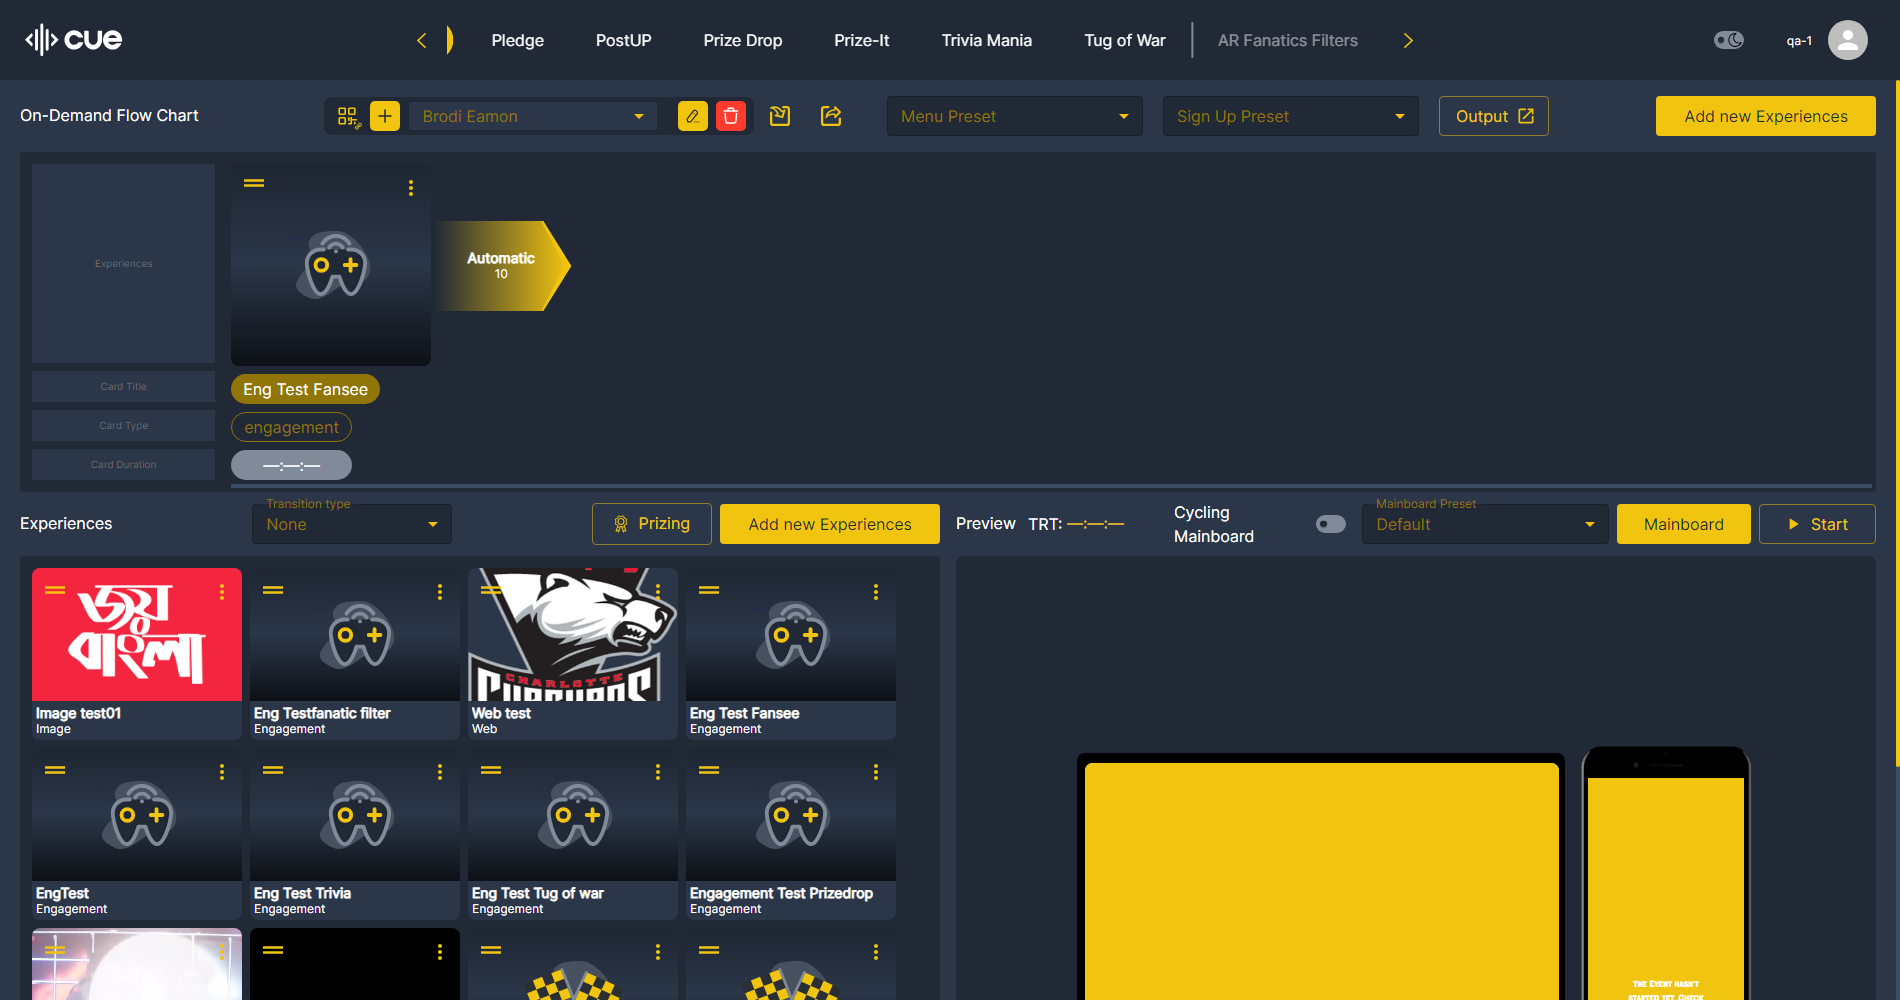 cue
Pledge
PostUP
Prize Drop
Prize-It
Trivia Mania
Tug of War
AR Fanatics Filters
qa-1
On-Demand Flow Chart
Brodi Eamon
Menu Preset
Sign Up Preset
Output
Add new Experiences
Experiences
Automatic
10
Card Title
Eng Test Fansee
Card Type
engagement
Card Duration
—:—:—
Experiences
Transition type
None
Prizing
Add new Experiences
Preview
TRT: —:—:—
Cycling
Mainboard
Mainboard Preset
Default
Mainboard
Start
জয়
বাংলা
Image test01
Image
Eng Testfanatic filter
Engagement
CHARLOTTE
Web test
Web
Eng Test Fansee
Engagement
EngTest
Engagement
Eng Test Trivia
Engagement
Eng Test Tug of war
Engagement
Engagement Test Prizedrop
Engagement
The Event hasn't
started yet. Check